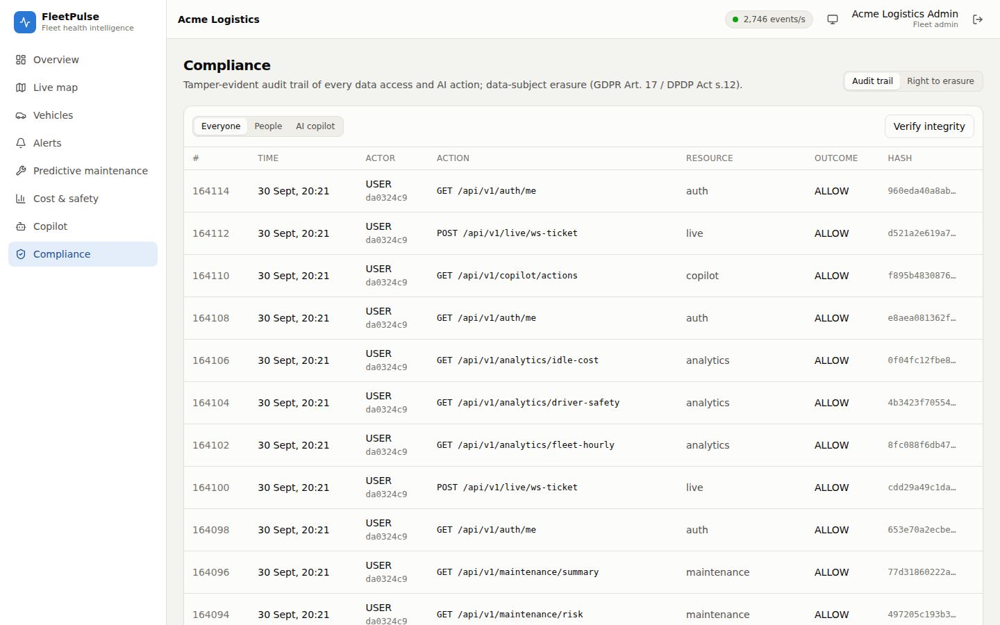 FleetPulse
Fleet health intelligence
Overview
Live map
Vehicles
Alerts
Predictive maintenance
Cost & safety
Copilot
Compliance
Acme Logistics
2,746 events/s
Acme Logistics Admin
Fleet admin
Compliance
Tamper-evident audit trail of every data access and AI action; data-subject erasure (GDPR Art. 17 / DPDP Act s.12).
Audit trail Right to erasure
Everyone People AI copilot
Verify integrity
# TIME ACTOR ACTION RESOURCE OUTCOME HASH
164114 30 Sept, 20:21 USER da0324c9 GET /api/v1/auth/me auth ALLOW 960eda40a8ab…
164112 30 Sept, 20:21 USER da0324c9 POST /api/v1/live/ws-ticket live ALLOW d521a2e619a7…
164110 30 Sept, 20:21 USER da0324c9 GET /api/v1/copilot/actions copilot ALLOW f895b4830876…
164108 30 Sept, 20:21 USER da0324c9 GET /api/v1/auth/me auth ALLOW e8aea081362f…
164106 30 Sept, 20:21 USER da0324c9 GET /api/v1/analytics/idle-cost analytics ALLOW 0f04fc12fbe8…
164104 30 Sept, 20:21 USER da0324c9 GET /api/v1/analytics/driver-safety analytics ALLOW 4b3423f70554…
164102 30 Sept, 20:21 USER da0324c9 GET /api/v1/analytics/fleet-hourly analytics ALLOW 8fc088f6db47…
164100 30 Sept, 20:21 USER da0324c9 POST /api/v1/live/ws-ticket live ALLOW cdd29a49c1da…
164098 30 Sept, 20:21 USER da0324c9 GET /api/v1/auth/me auth ALLOW 653e70a2ecbe…
164096 30 Sept, 20:21 USER da0324c9 GET /api/v1/maintenance/summary maintenance ALLOW 77d31860222a…
164094 30 Sept, 20:21 USER da0324c9 GET /api/v1/maintenance/risk maintenance ALLOW 497205c193b3…